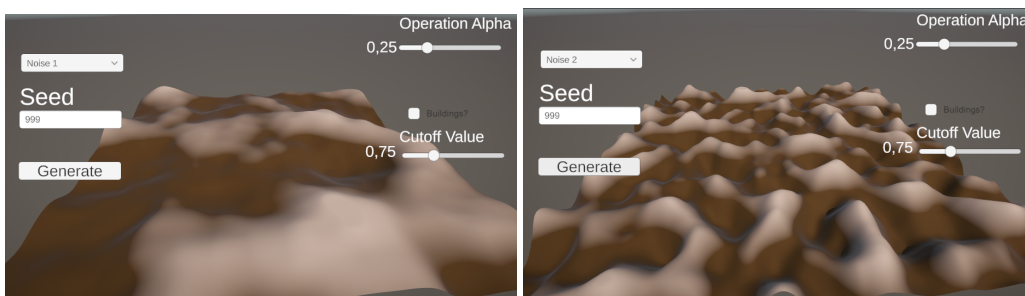 Operation Alpha
0,25
Noise 1
Seed
999
Buildings?
Cutoff Value
0,75
Generate
Operation Alpha
0,25
Noise 2
Seed
999
Buildings?
Cutoff Value
0,75
Generate